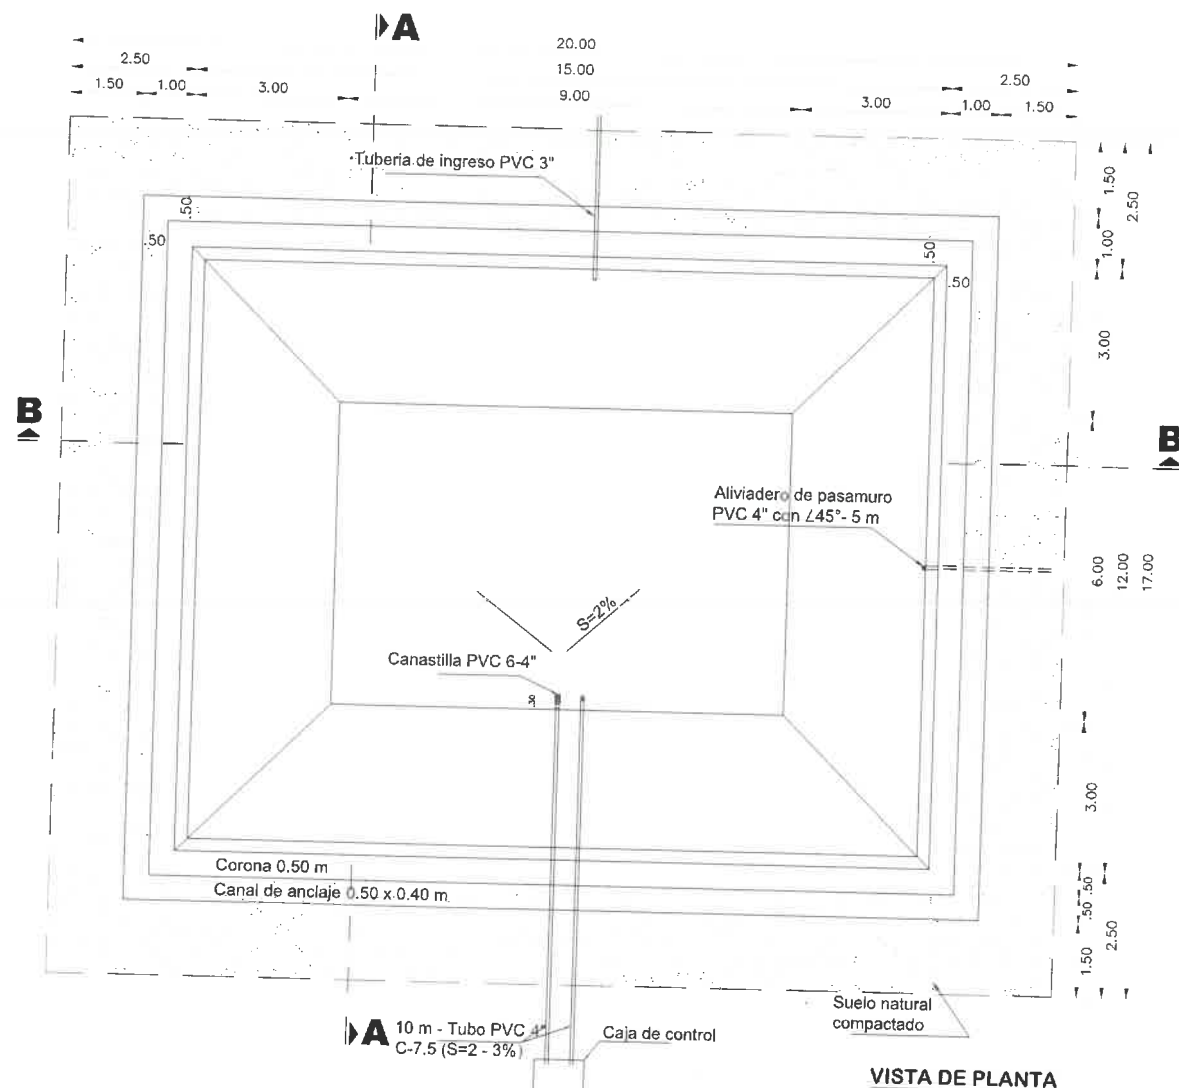 A
20.00
2.50
15.00
2.50
1.50
1.00
3.00
9.00
3.00
1.00
1.50
Tuberia de ingreso PVC 3"
.50
.50
.50
.50
1.50
2.50
1.00
3.00
B
B
Aliviadero de pasamuro
PVC 4" con ∠45°- 5 m
6.00
12.00
17.00
S=2%
Canastilla PVC 6-4"
.30
3.00
Corona 0.50 m
Canal de anclaje 0.50 x 0.40 m
.50
.50
1.50
2.50
Suelo natural
compactado
A
10 m - Tubo PVC 4"
C-7.5 (S=2 - 3%)
Caja de control
VISTA DE PLANTA